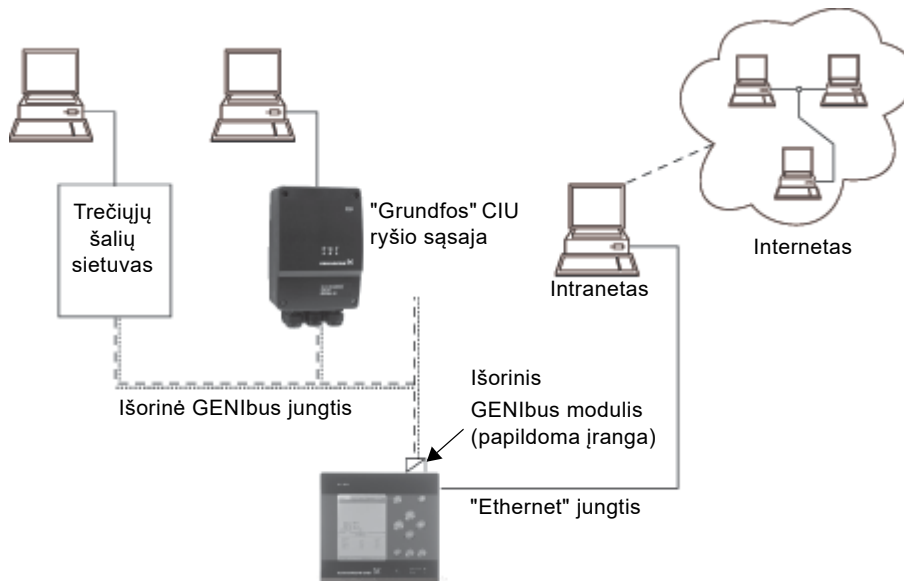 Trečiųjų
šalių
sietuvas
"Grundfos" CIU
ryšio sąsaja
Internetas
Intranetas
Išorinė GENIbus jungtis
Išorinis
GENIbus modulis
(papildoma įranga)
"Ethernet" jungtis